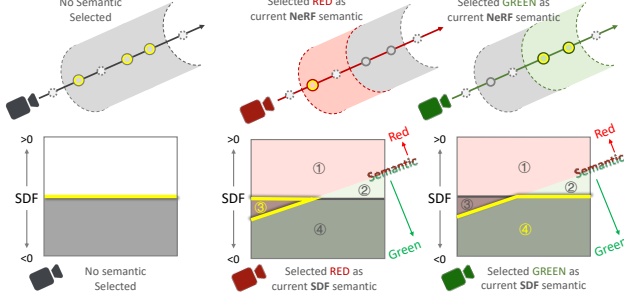 No Semantic
Selected
Selected RED as
current NeRF semantic
Selected GREEN as
current NeRF semantic
>0
SDF
<0
No semantic
Selected
>0
SDF
<0
①
②
③
④
Red
Semantic
Green
Selected RED as
current SDF semantic
>0
SDF
<0
①
②
③
④
Red
Semantic
Green
Selected GREEN as
current SDF semantic